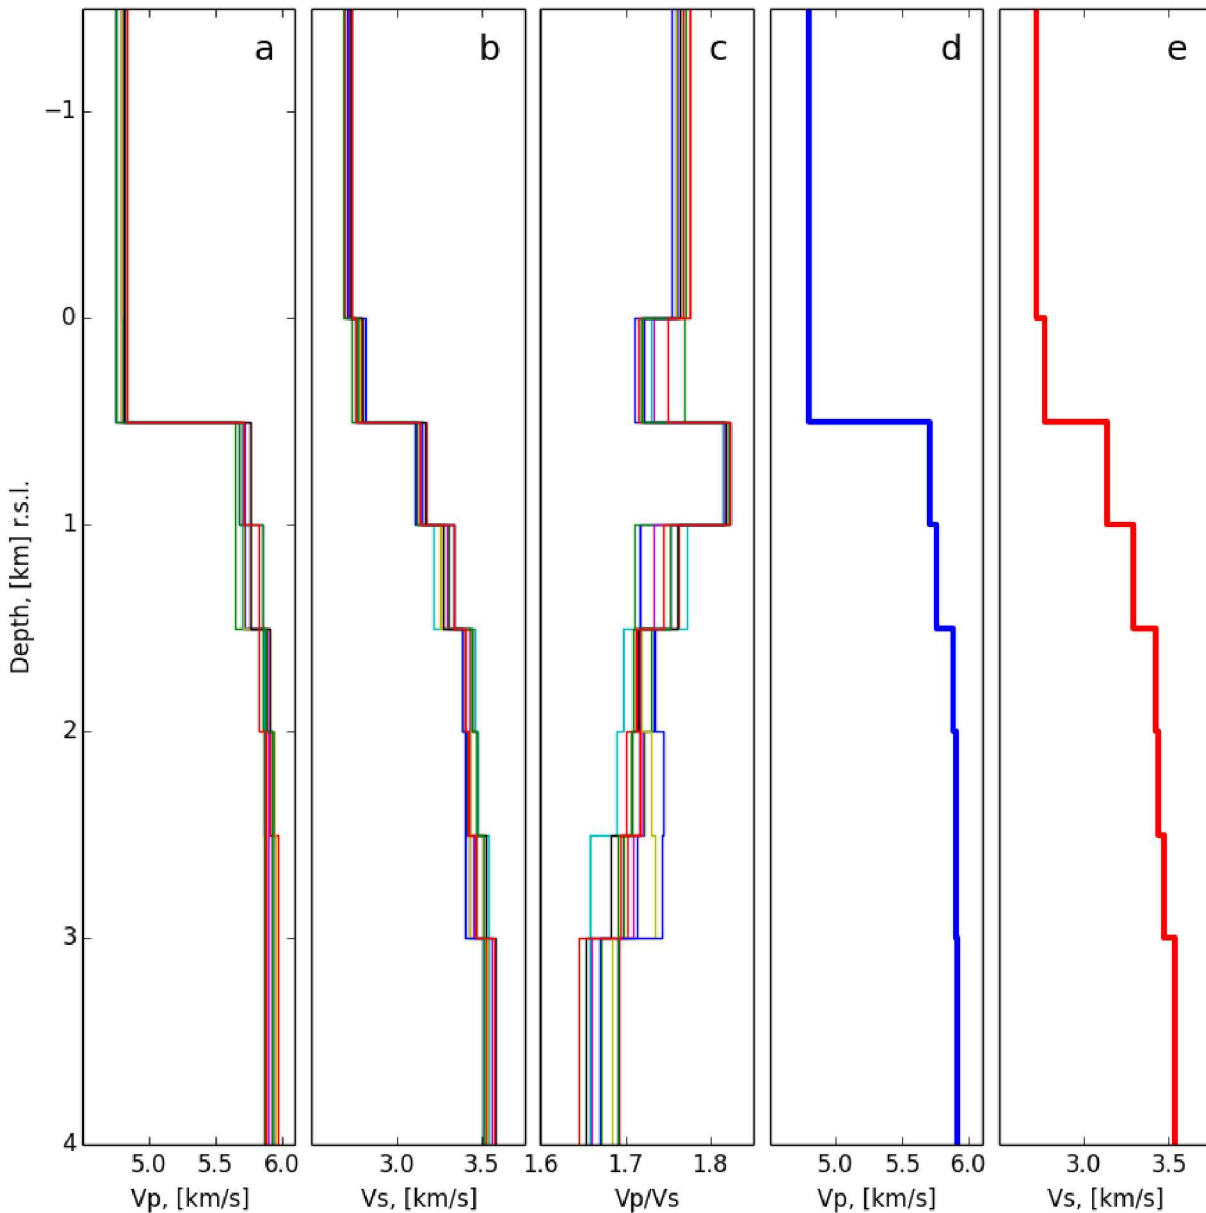 a b c d e
−1
0
1
2
3
4
Depth, [km] r.s.l.
5.0 5.5 6.0 3.0 3.5 1.6 1.7 1.8 5.0 5.5 6.0 3.0 3.5
Vp, [km/s] Vs, [km/s] Vp/Vs Vp, [km/s] Vs, [km/s]